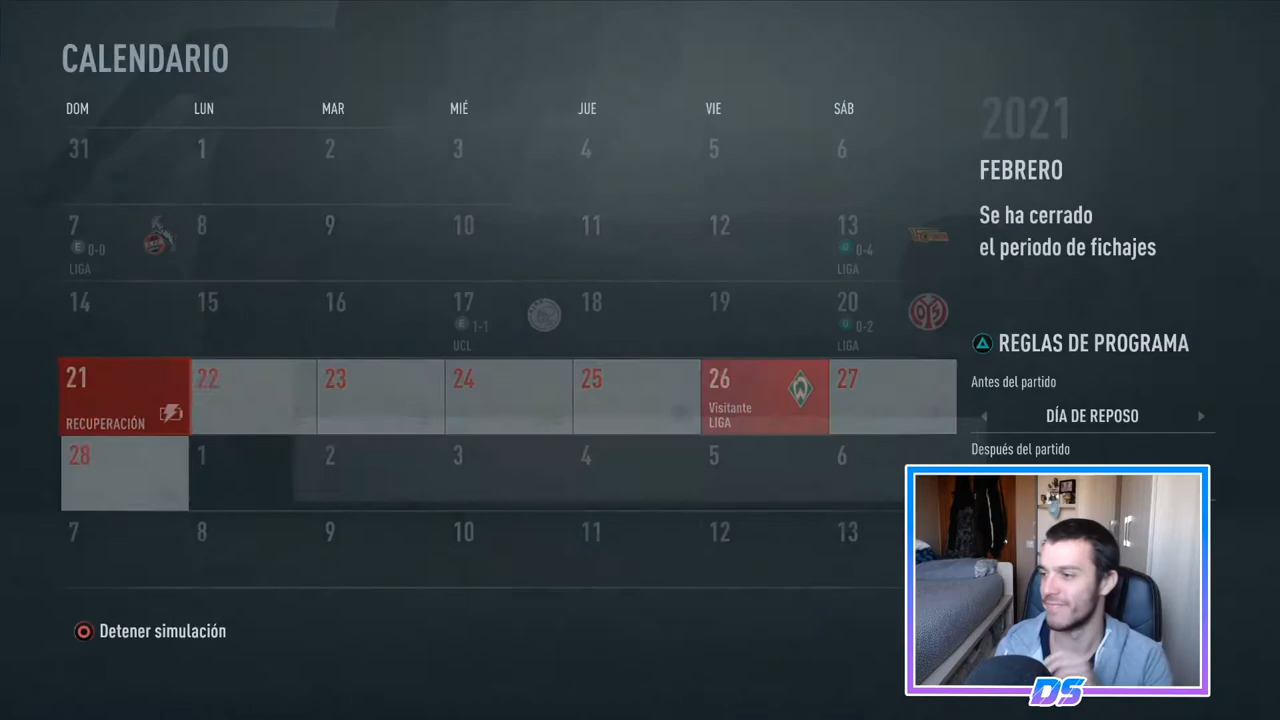 CALENDARIO
DOM LUN MAR MIÉ JUE VIE SÁB
2021
FEBRERO
Se ha cerrado
el periodo de fichajes
31 1 2 3 4 5 6
7 8 9 10 11 12 13
E 0-0
LIGA
0-4
LIGA
14 15 16 17 18 19 20
E 1-1
UCL
0-2
LIGA
REGLAS DE PROGRAMA
Antes del partido
DÍA DE REPOSO
Después del partido
21 22 23 24 25 26 27
RECUPERACIÓN
Visitante
LIGA
28 1 2 3 4 5 6
7 8 9 10 11 12 13
Detener simulación
DS